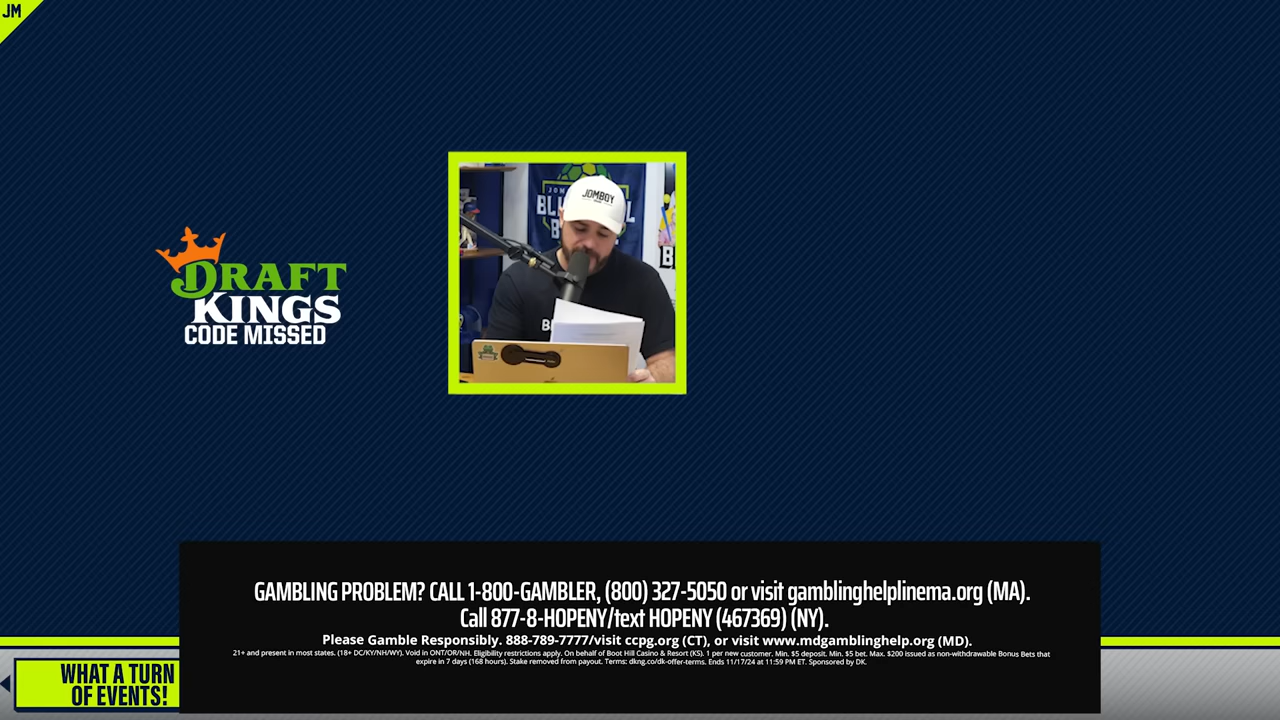 JM
JOMBOY
DRAFT
KINGS
CODE MISSED
GAMBLING PROBLEM? CALL 1-800-GAMBLER, (800) 327-5050 or visit gamblinghelplinema.org (MA).
Call 877-8-HOPENY/text HOPENY (467369) (NY).
Please Gamble Responsibly. 888-789-7777/visit ccpg.org (CT), or visit www.mdgamblinghelp.org (MD).
21+ and present in most states. (18+ DC/KY/NH/WY). Void in ONT/OR/NH. Eligibility restrictions apply. On behalf of Boot Hill Casino & Resort (KS). 1 per new customer. Min. $5 deposit. Min. $5 bet. Max. $200 issued as non-withdrawable Bonus Bets that
expire in 7 days (168 hours). Stake removed from payout. Terms: dkng.co/dk-offer-terms. Ends 11/17/24 at 11:59 PM ET. Sponsored by DK.
WHAT A TURN
OF EVENTS!